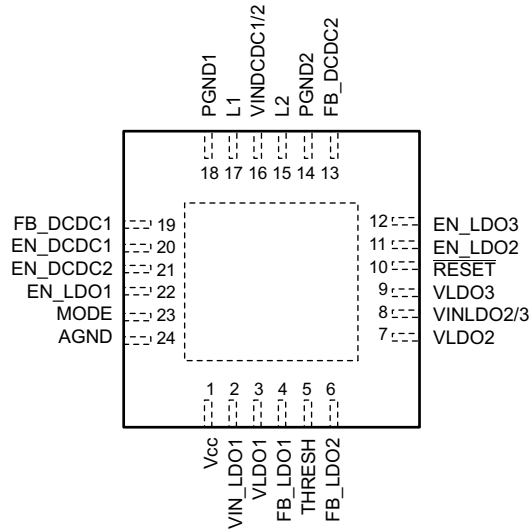 PGND1
L1
VINDCDC1/2
L2
PGND2
FB_DCDC2
18 17 16 15 14 13
FB_DCDC1 19
EN_DCDC1 20
EN_DCDC2 21
EN_LDO1 22
MODE 23
AGND 24
12 EN_LDO3
11 EN_LDO2
10 RESET
9 VLDO3
8 VINLDO2/3
7 VLDO2
1 2 3 4 5 6
Vcc
VIN_LDO1
VLDO1
FB_LDO1
THRESH
FB_LDO2